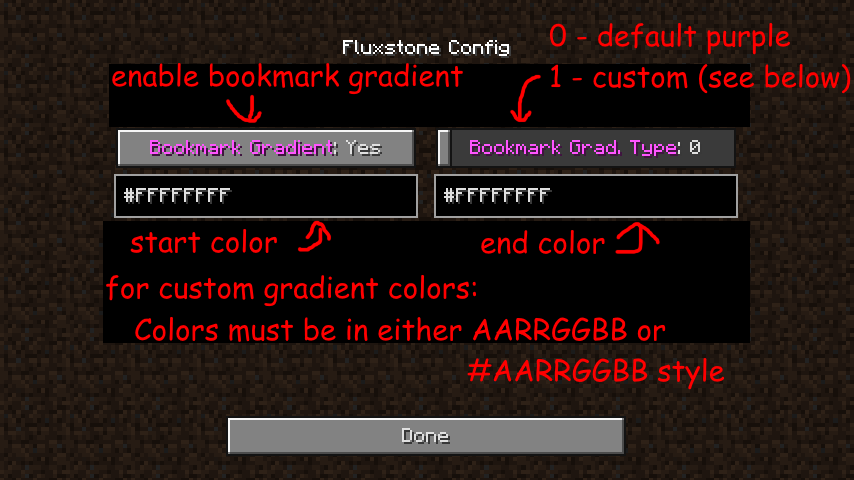 Fluxstone Config
0 - default purple
enable bookmark gradient
1 - custom (see below)
Bookmark Gradient: Yes
Bookmark Grad. Type: 0
#FFFFFFFF
#FFFFFFFF
start color
end color
for custom gradient colors:
Colors must be in either AARRGGBB or
#AARRGGBB style
Done